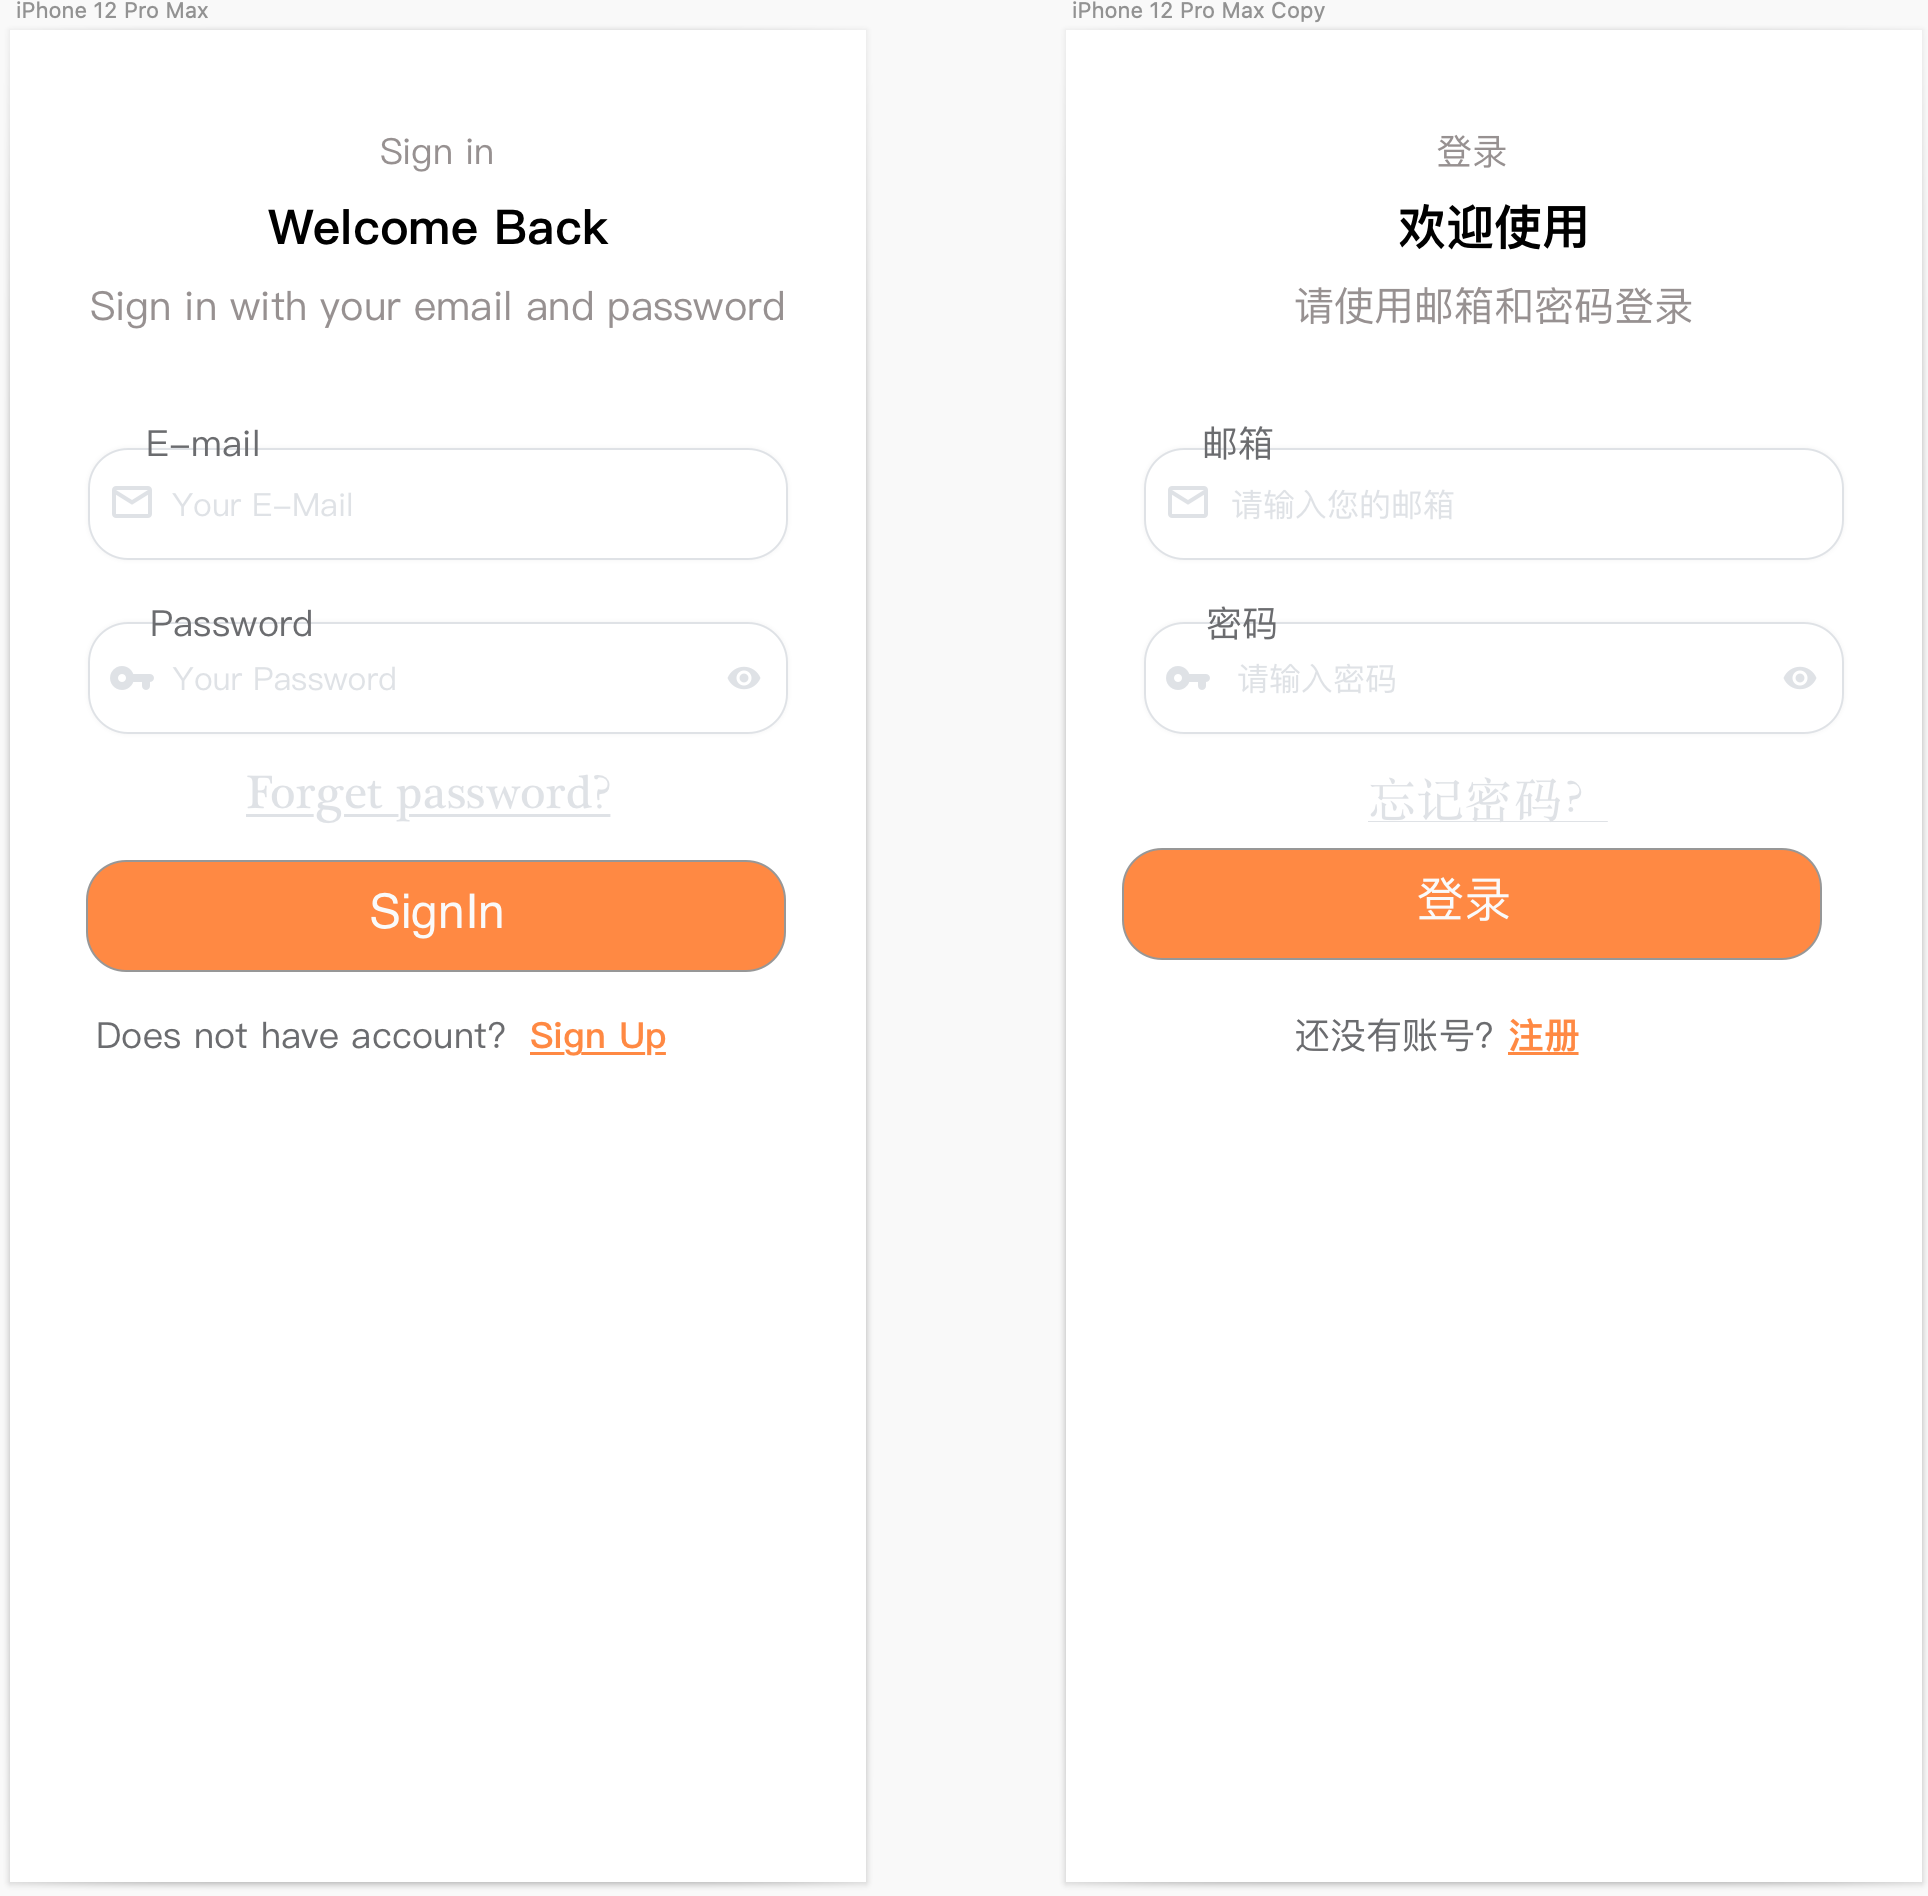 iPhone 12 Pro Max
Sign in
Welcome Back
Sign in with your email and password
E-mail
Your E-Mail
Password
Your Password
Forget password?
SignIn
Does not have account? Sign Up
iPhone 12 Pro Max Copy
登录
欢迎使用
请使用邮箱和密码登录
邮箱
请输入您的邮箱
密码
请输入密码
忘记密码？
登录
还没有账号？注册